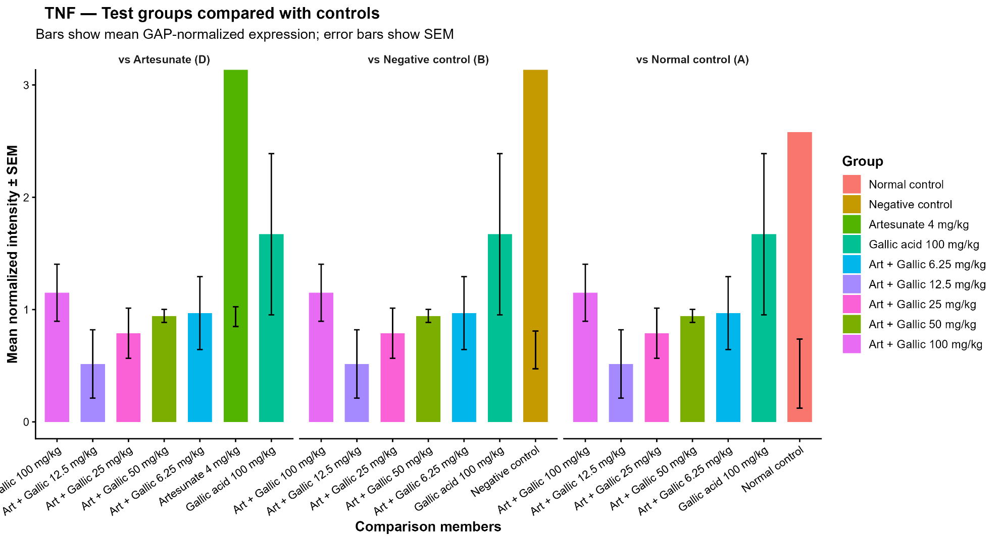 TNF — Test groups compared with controls
Bars show mean GAP-normalized expression; error bars show SEM
vs Artesunate (D)
vs Negative control (B)
vs Normal control (A)
Mean normalized intensity ± SEM
3
2
1
0
allic 100 mg/kg
Art + Gallic 12.5 mg/kg
Art + Gallic 25 mg/kg
Art + Gallic 50 mg/kg
Art + Gallic 6.25 mg/kg
Artesunate 4 mg/kg
Gallic acid 100 mg/kg
Art + Gallic 100 mg/kg
Art + Gallic 12.5 mg/kg
Art + Gallic 25 mg/kg
Art + Gallic 50 mg/kg
Art + Gallic 6.25 mg/kg
Gallic acid 100 mg/kg
Negative control
Art + Gallic 100 mg/kg
Art + Gallic 12.5 mg/kg
Art + Gallic 25 mg/kg
Art + Gallic 50 mg/kg
Art + Gallic 6.25 mg/kg
Gallic acid 100 mg/kg
Normal control
Comparison members
Group
Normal control
Negative control
Artesunate 4 mg/kg
Gallic acid 100 mg/kg
Art + Gallic 6.25 mg/kg
Art + Gallic 12.5 mg/kg
Art + Gallic 25 mg/kg
Art + Gallic 50 mg/kg
Art + Gallic 100 mg/kg